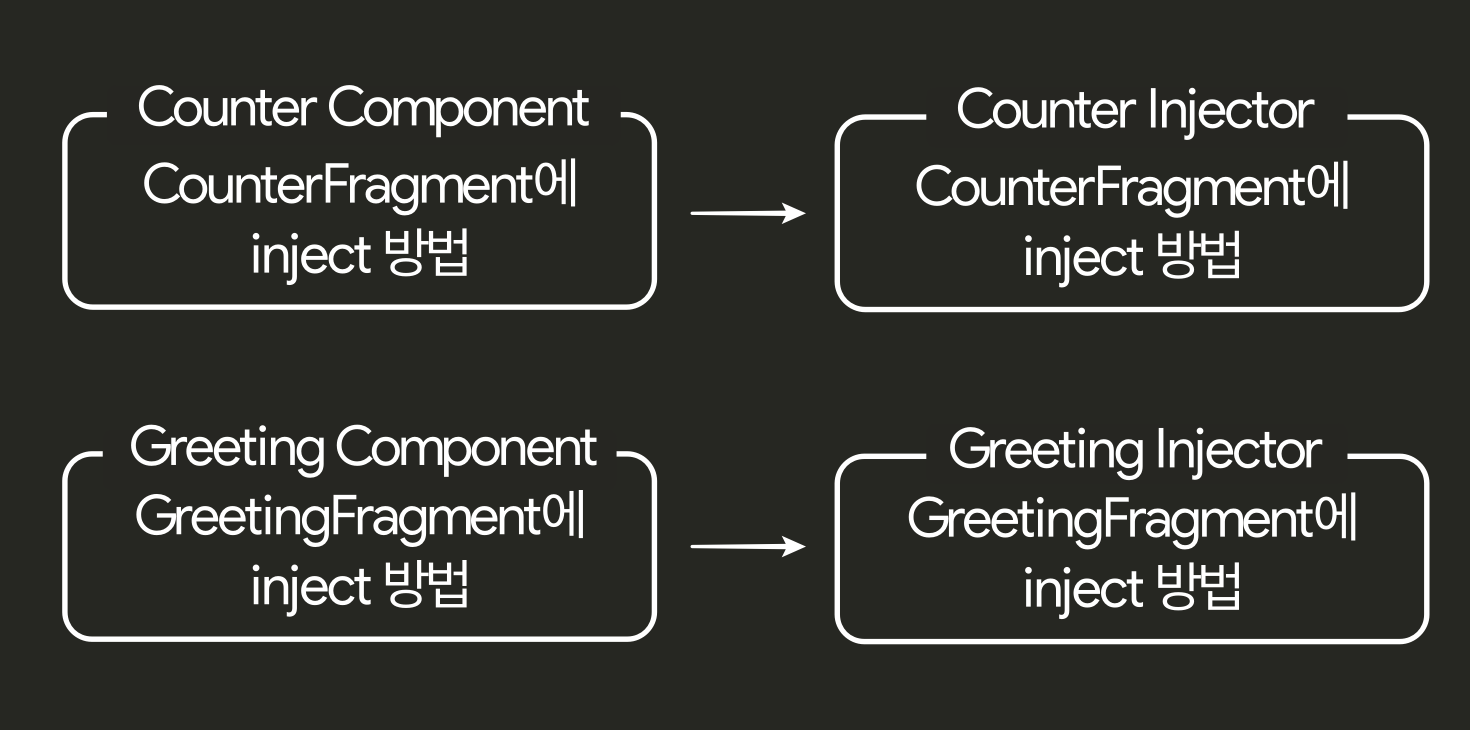 Counter Component
CounterFragment에
inject 방법
Counter Injector
CounterFragment에
inject 방법
Greeting Component
GreetingFragment에
inject 방법
Greeting Injector
GreetingFragment에
inject 방법